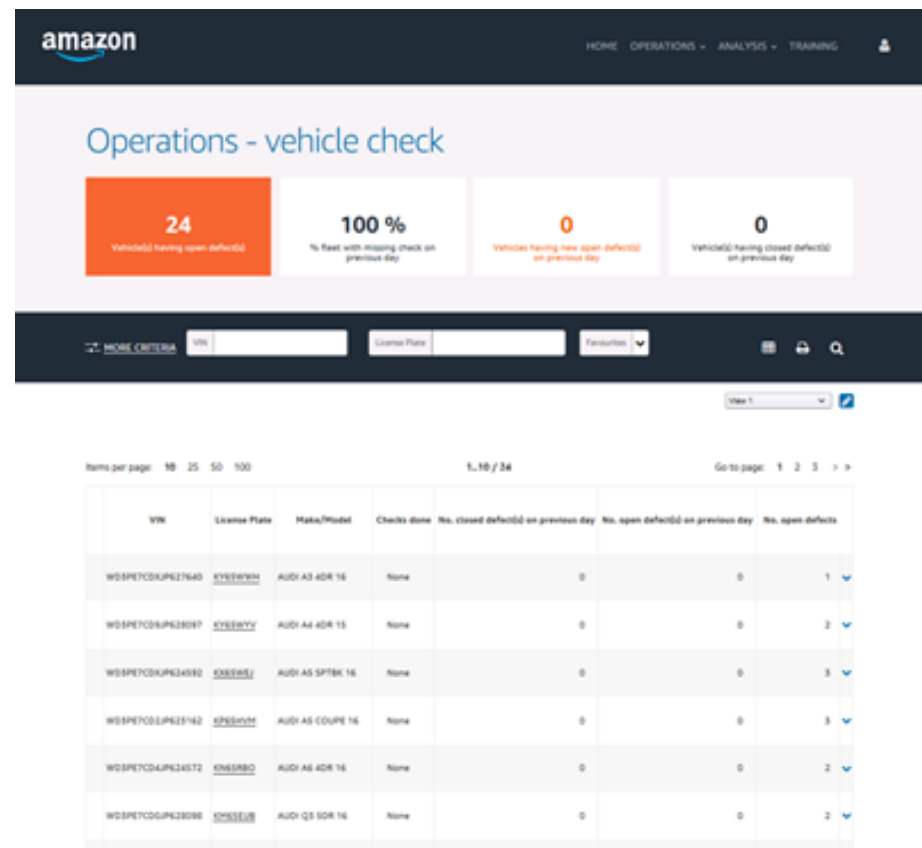 amazon
HOME OPERATIONS ANALYSIS TRAINING
Operations - vehicle check
24
Vehicle(s) having open defect(s)
100 %
% fleet with missing check on
previous day
0
Vehicles having new open defect(s)
on previous day
0
Vehicle(s) having closed defect(s)
on previous day
MORE CRITERIA VIN License Plate Favourites
View 1
Items per page: 10 25 50 100 1..10 / 24 Go to page: 1 2 3 > »
VIN License Plate Make/Model Checks done No. closed defect(s) on previous day No. open defect(s) on previous day No. open defects
AUDI A3 4DR 16 None 0 0 1
AUDI A4 4DR 15 None 0 0 2
AUDI A5 SPTBK 16 None 0 0 3
AUDI A5 COUPE 16 None 0 0 3
AUDI A6 4DR 16 None 0 0 2
AUDI Q3 5DR 16 None 0 0 2